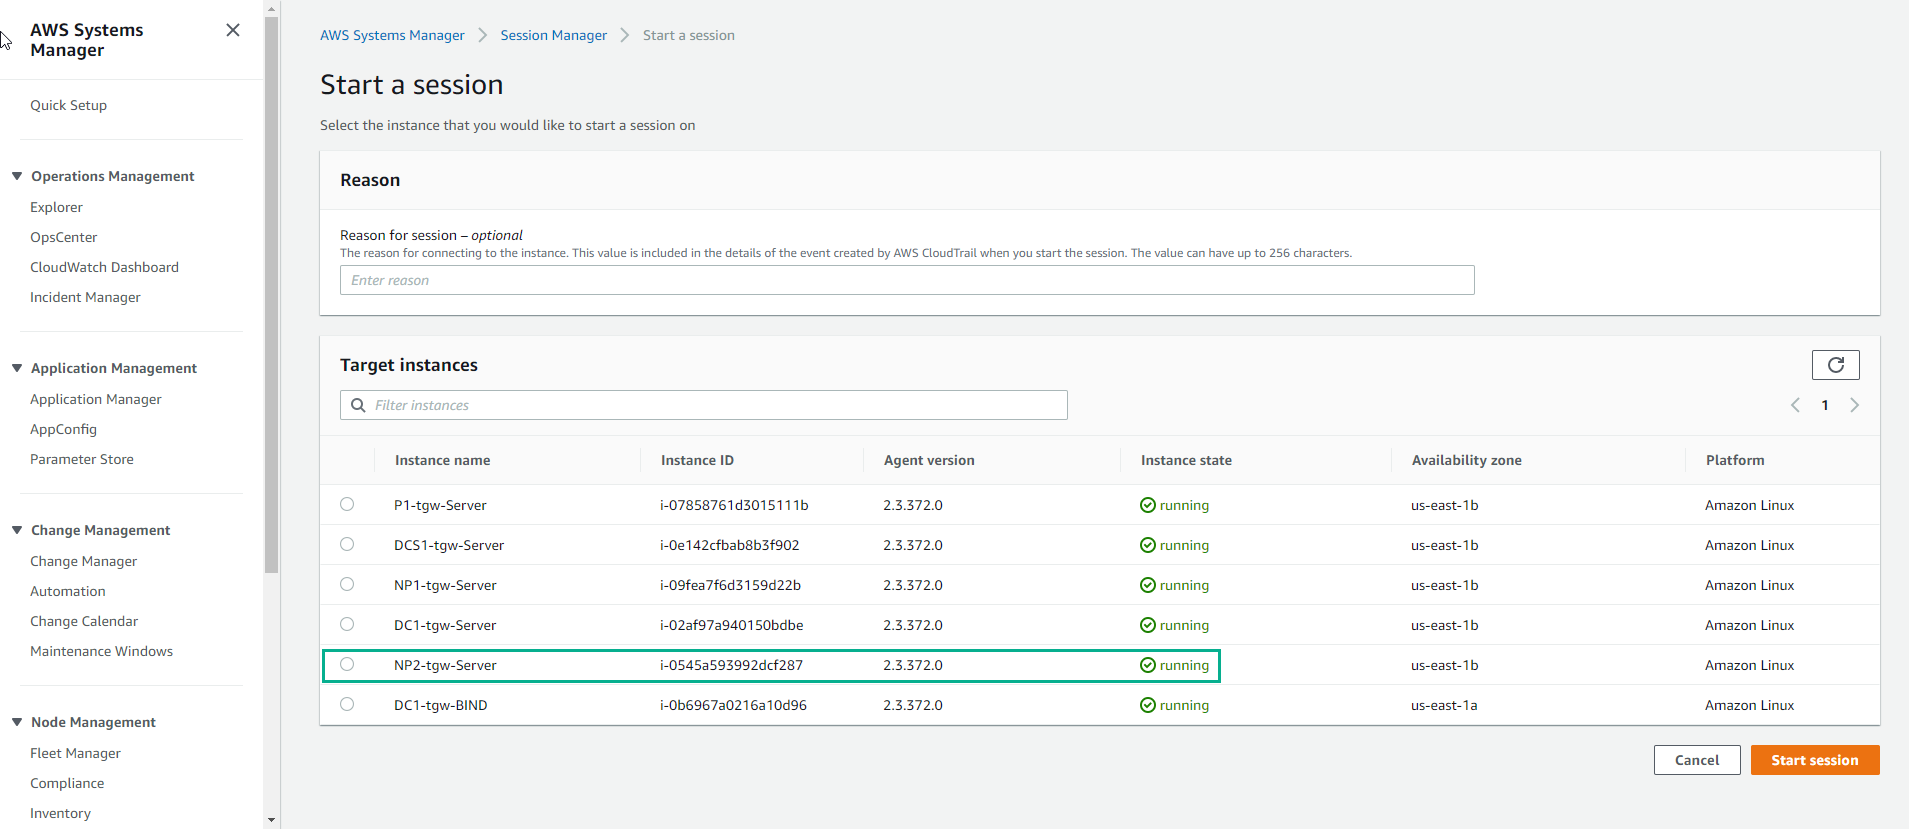 AWS Systems
Manager
Quick Setup
Operations Management
Explorer
OpsCenter
CloudWatch Dashboard
Incident Manager
Application Management
Application Manager
AppConfig
Parameter Store
Change Management
Change Manager
Automation
Change Calendar
Maintenance Windows
Node Management
Fleet Manager
Compliance
Inventory
AWS Systems Manager Session Manager Start a session
Start a session
Select the instance that you would like to start a session on
Reason
Reason for session – optional
The reason for connecting to the instance. This value is included in the details of the event created by AWS CloudTrail when you start the session. The value can have up to 256 characters.
Enter reason
Target instances
Filter instances
1
Instance name Instance ID Agent version Instance state Availability zone Platform
P1-tgw-Server i-07858761d3015111b 2.3.372.0 running us-east-1b Amazon Linux
DCS1-tgw-Server i-0e142cfbab8b3f902 2.3.372.0 running us-east-1b Amazon Linux
NP1-tgw-Server i-09fea7f6d3159d22b 2.3.372.0 running us-east-1b Amazon Linux
DC1-tgw-Server i-02af97a940150bdbe 2.3.372.0 running us-east-1b Amazon Linux
NP2-tgw-Server i-0545a593992dcf287 2.3.372.0 running us-east-1b Amazon Linux
DC1-tgw-BIND i-0b6967a0216a10d96 2.3.372.0 running us-east-1a Amazon Linux
Cancel Start session